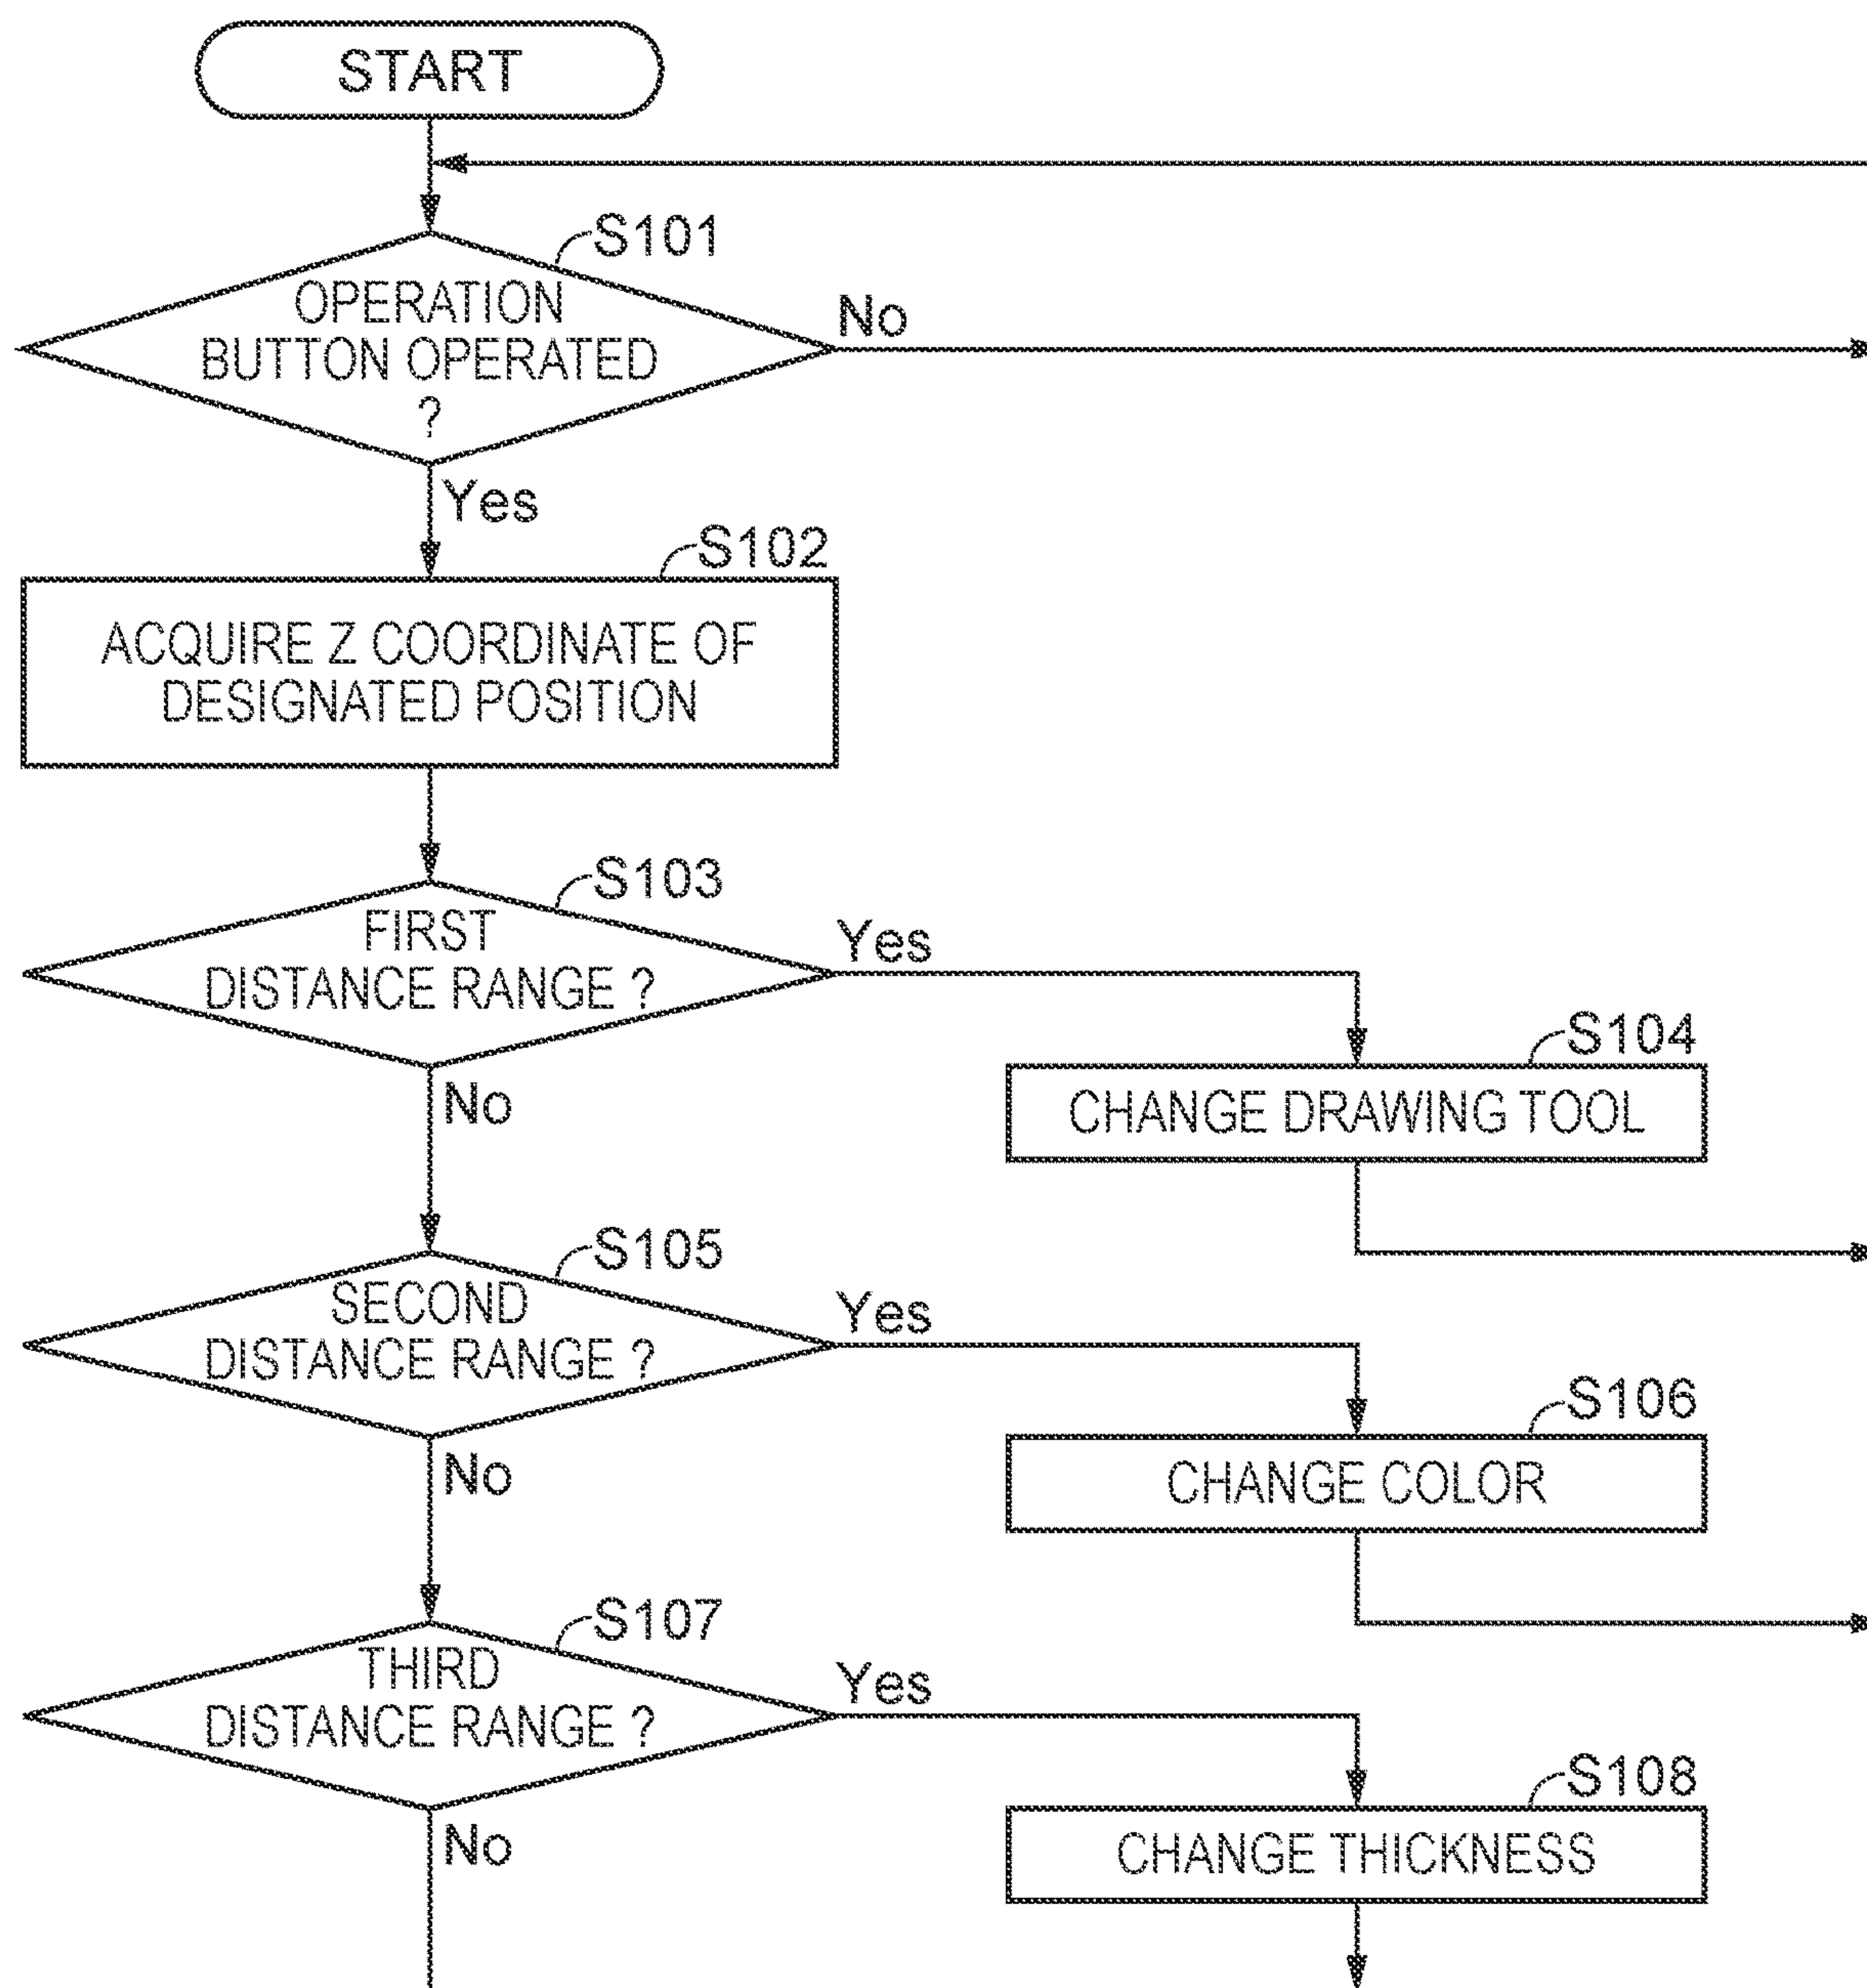 START
S101
OPERATION
BUTTON OPERATED
?
No
Yes
S102
ACQUIRE Z COORDINATE OF
DESIGNATED POSITION
S103
FIRST
DISTANCE RANGE ?
Yes
No
S104
CHANGE DRAWING TOOL
S105
SECOND
DISTANCE RANGE ?
Yes
No
S106
CHANGE COLOR
S107
THIRD
DISTANCE RANGE ?
Yes
No
S108
CHANGE THICKNESS